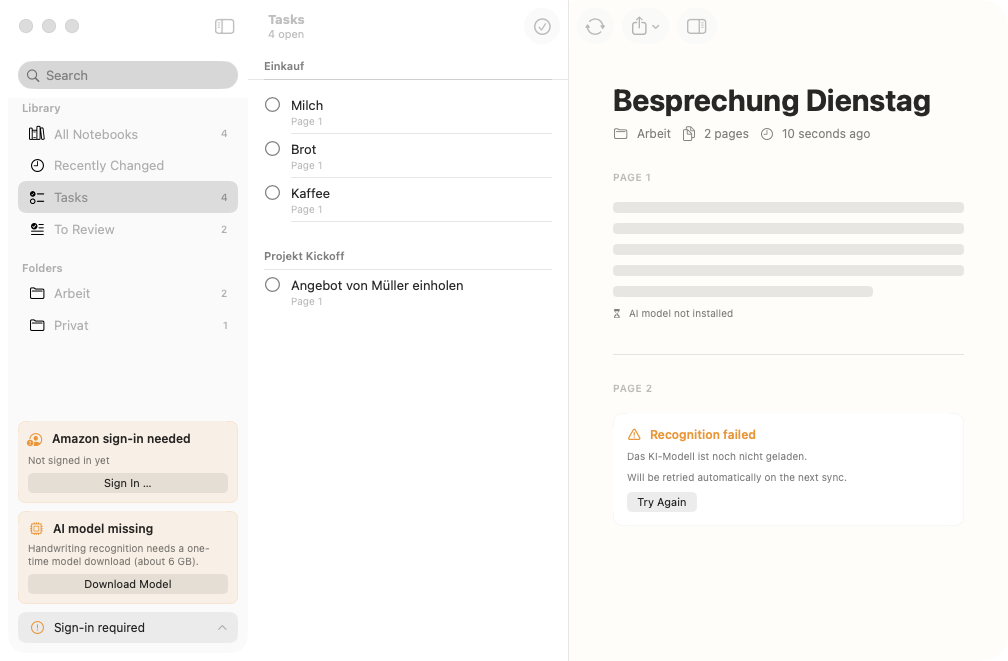 Search
Library
All Notebooks 4
Recently Changed
Tasks 4
To Review 2
Folders
Arbeit 2
Privat 1
Amazon sign-in needed
Not signed in yet
Sign In ...
AI model missing
Handwriting recognition needs a one-
time model download (about 6 GB).
Download Model
Sign-in required
Tasks
4 open
Einkauf
Milch
Page 1
Brot
Page 1
Kaffee
Page 1
Projekt Kickoff
Angebot von Müller einholen
Page 1
Besprechung Dienstag
Arbeit 2 pages 10 seconds ago
PAGE 1
AI model not installed
PAGE 2
Recognition failed
Das KI-Modell ist noch nicht geladen.
Will be retried automatically on the next sync.
Try Again